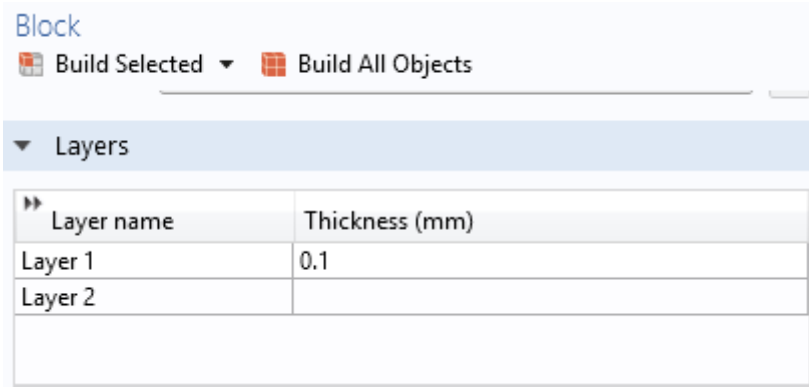 Block
Build Selected Build All Objects
Layers
Layer name Thickness (mm)
Layer 1 0.1
Layer 2